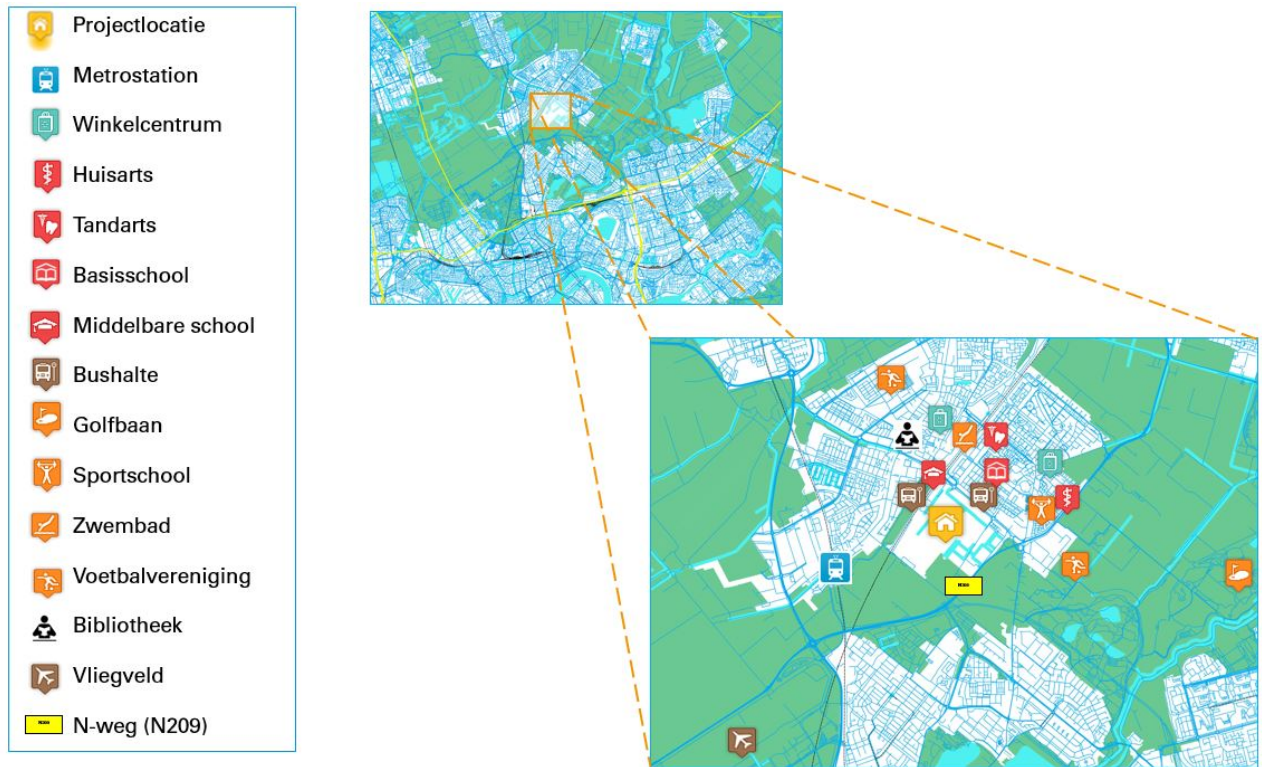 Projectlocatie
Metrostation
Winkelcentrum
Huisarts
Tandarts
Basisschool
Middelbare school
Bushalte
Golfbaan
Sportschool
Zwembad
Voetbalvereniging
Bibliotheek
Vliegveld
N-weg (N209)